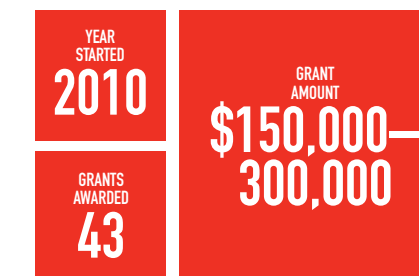 YEAR
STARTED
2010
GRANTS
AWARDED
43
GRANT
AMOUNT
$150,000—
300,000